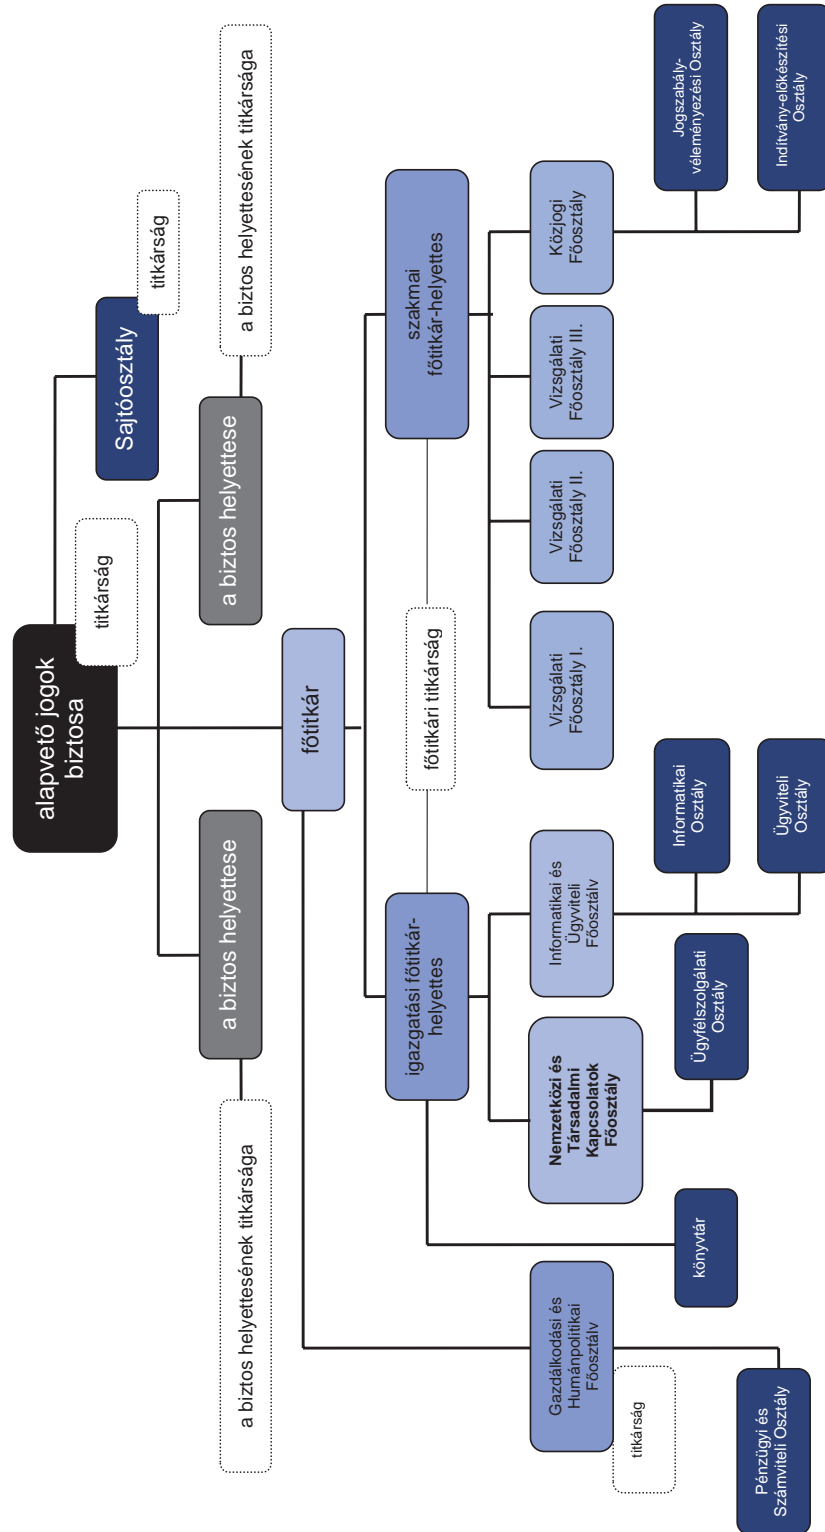 alapvető jogok
biztosa
titkárság
Sajtóosztály
titkárság
a biztos helyettesének titkársága
a biztos helyettese
a biztos helyettese
a biztos helyettesének titkársága
főtitkár
igazgatási főtitkár-
helyettes
főtitkári titkárság
szakmai
főtitkár-helyettes
Gazdálkodási és
Humánpolitikai
Főosztály
titkárság
Nemzetközi és
Társadalmi
Kapcsolatok
Főosztály
Informatikai és
Ügyviteli
Főosztály
Vizsgálati
Főosztály I.
Vizsgálati
Főosztály II.
Vizsgálati
Főosztály III.
Közjogi
Főosztály
könyvtár
Ügyfélszolgálati
Osztály
Informatikai
Osztály
Jogszabály-
véleményezési Osztály
Pénzügyi és
Számviteli Osztály
Ügyviteli
Osztály
Indítvány-előkészítési
Osztály